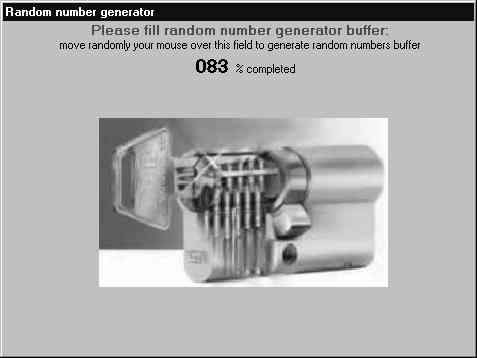 Random number generator
Please fill random number generator buffer:
move randomly your mouse over this field to generate random numbers buffer
083 % completed